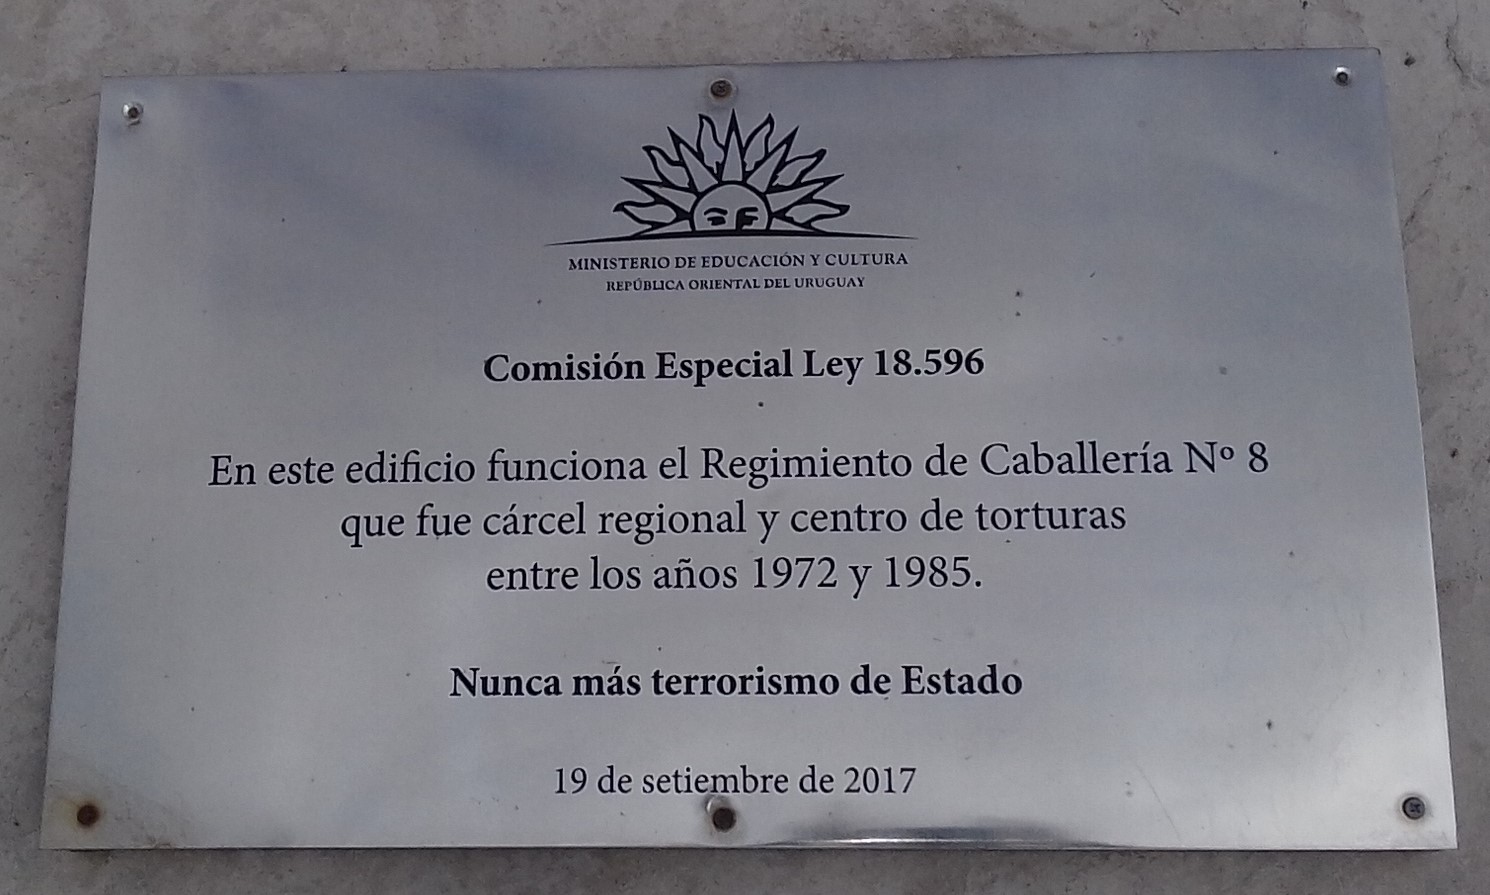 MINISTERIO DE EDUCACIÓN Y CULTURA
REPÚBLICA ORIENTAL DEL URUGUAY
Comisión Especial Ley 18.596
En este edificio funciona el Regimiento de Caballería Nº 8
que fue cárcel regional y centro de torturas
entre los años 1972 y 1985.
Nunca más terrorismo de Estado
19 de setiembre de 2017